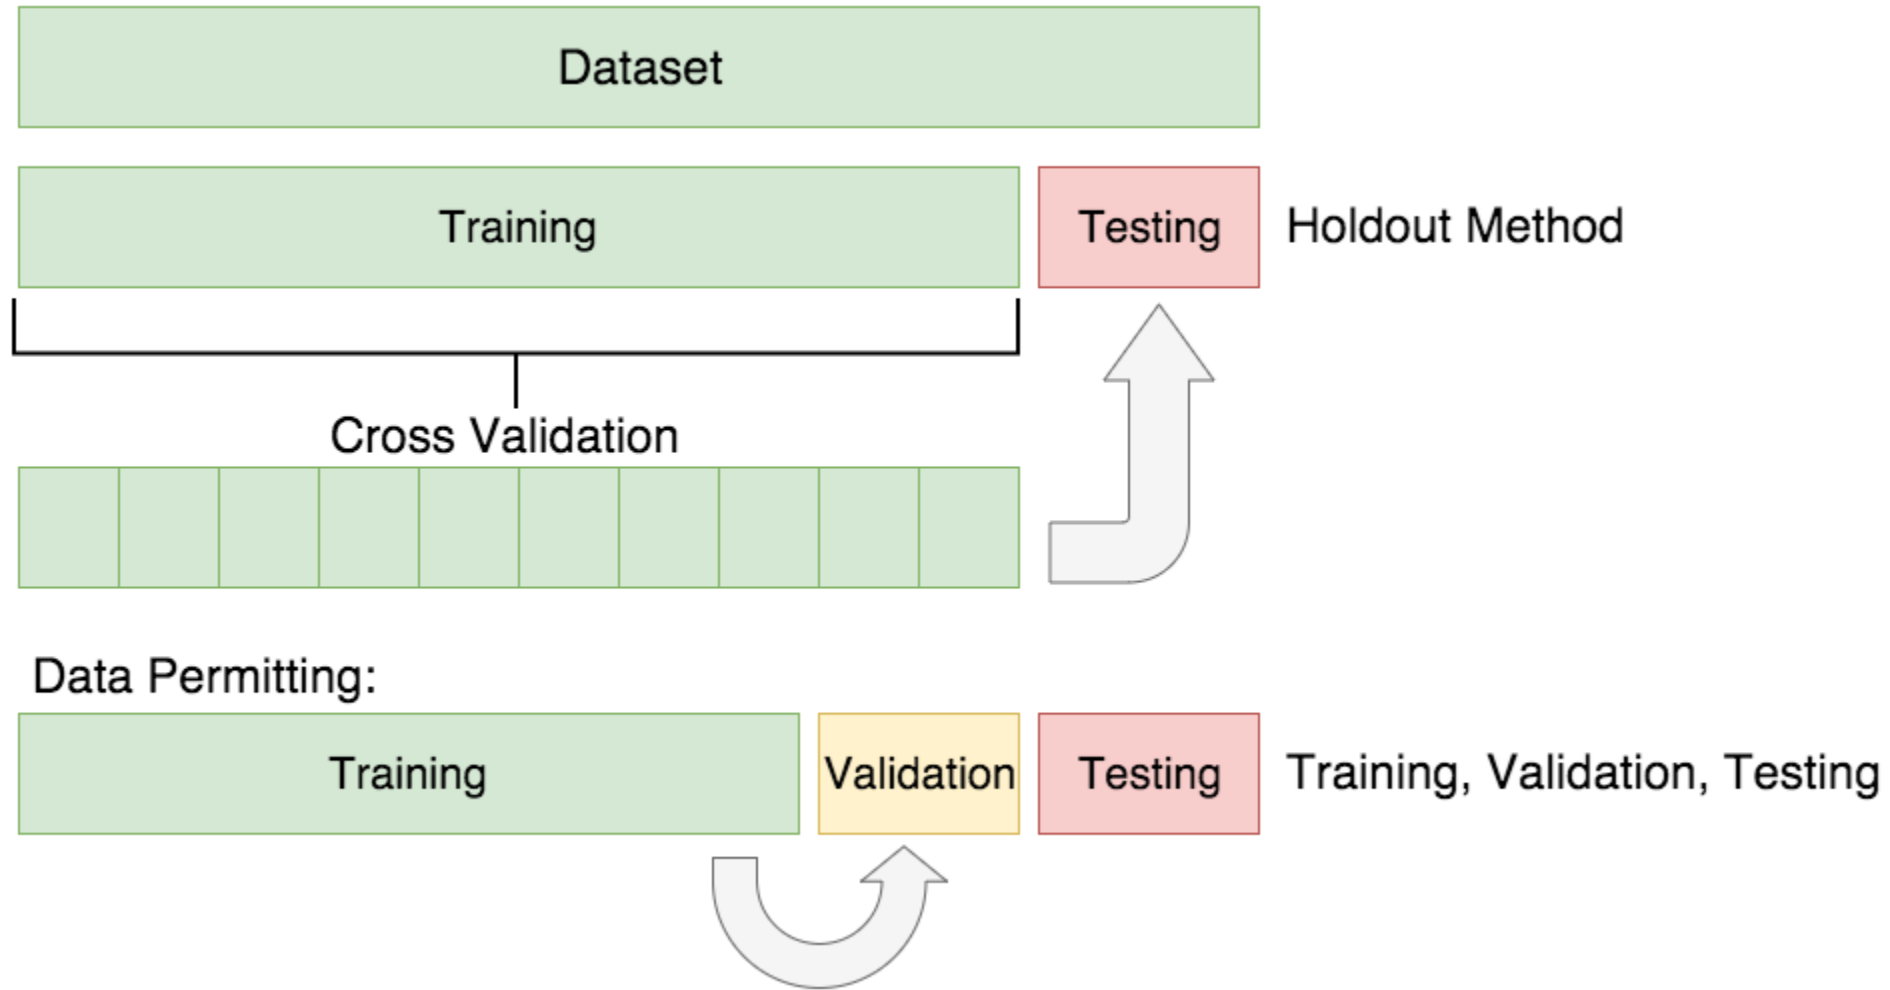 Dataset
Training
Testing
Holdout Method
Cross Validation
Data Permitting:
Training
Validation
Testing
Training, Validation, Testing